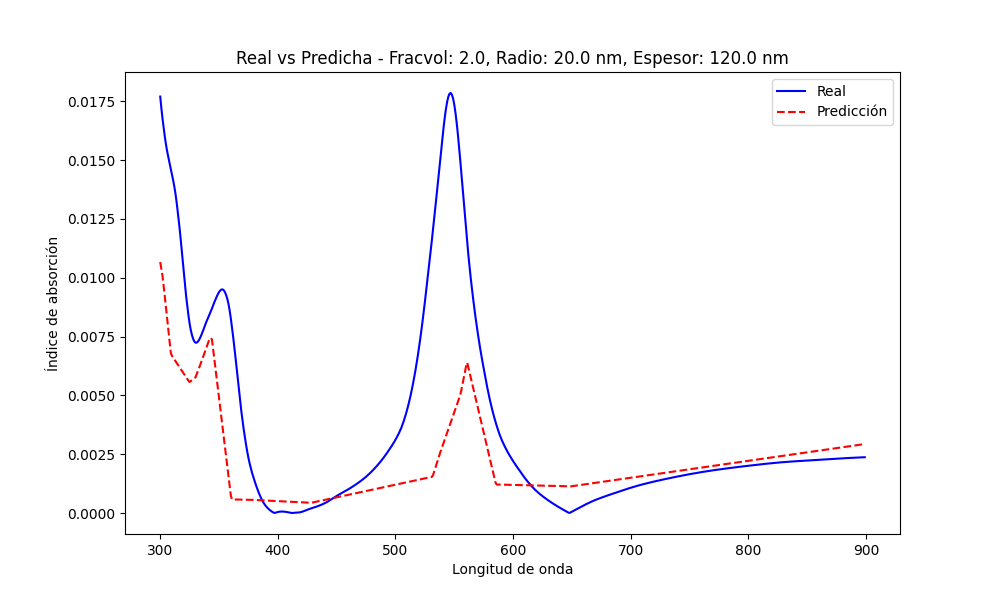 Real vs Predicha - Fracvol: 2.0, Radio: 20.0 nm, Espesor: 120.0 nm
Real
Predicción
0.0175
0.0150
0.0125
0.0100
0.0075
0.0050
0.0025
0.0000
Índice de absorción
300 400 500 600 700 800 900
Longitud de onda